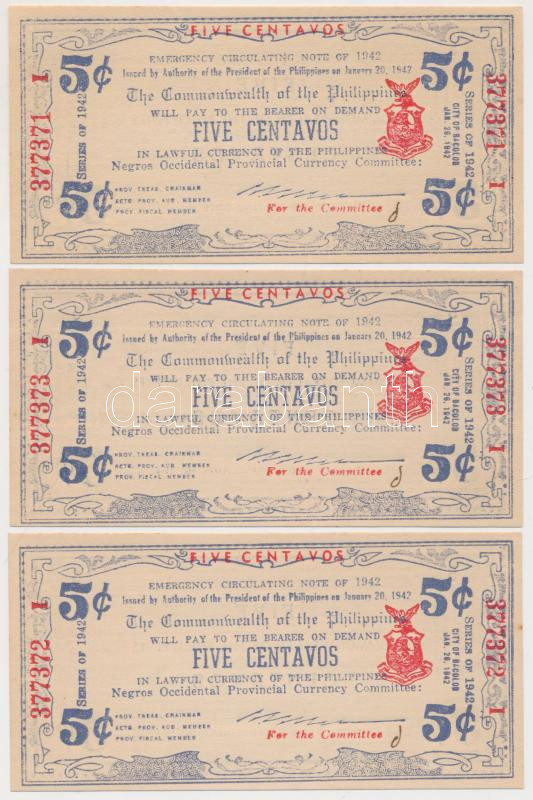 FIVE CENTAVOS
5¢ EMERGENCY CIRCULATING NOTE OF 1942 5¢
Issued by Authority of the President of the Philippines on January 20, 1942
The Commonwealth of the Philippines
WILL PAY TO THE BEARER ON DEMAND
FIVE CENTAVOS
IN LAWFUL CURRENCY OF THE PHILIPPINES
Negros Occidental Provincial Currency Committee:
5¢ PROV. TREAS. CHAIRMAN 5¢
ACTG. PROV. AUD. MEMBER
PROV. FISCAL, MEMBER
For the Committee
377371 I
SERIES OF 1942
CITY OF BACOLOD
JAN. 26, 1942
SERIES OF 1942
377371 I
FIVE CENTAVOS
5¢ EMERGENCY CIRCULATING NOTE OF 1942 5¢
Issued by Authority of the President of the Philippines on January 20, 1942
The Commonwealth of the Philippines
WILL PAY TO THE BEARER ON DEMAND
FIVE CENTAVOS
IN LAWFUL CURRENCY OF THE PHILIPPINES
Negros Occidental Provincial Currency Committee:
5¢ PROV. TREAS. CHAIRMAN 5¢
ACTG. PROV. AUD. MEMBER
PROV. FISCAL, MEMBER
For the Committee
377373 I
SERIES OF 1942
CITY OF BACOLOD
JAN. 26, 1942
SERIES OF 1942
377373 I
darabanth
FIVE CENTAVOS
5¢ EMERGENCY CIRCULATING NOTE OF 1942 5¢
Issued by Authority of the President of the Philippines on January 20, 1942
The Commonwealth of the Philippines
WILL PAY TO THE BEARER ON DEMAND
FIVE CENTAVOS
IN LAWFUL CURRENCY OF THE PHILIPPINES
Negros Occidental Provincial Currency Committee:
5¢ PROV. TREAS. CHAIRMAN 5¢
ACTG. PROV. AUD. MEMBER
PROV. FISCAL, MEMBER
For the Committee
377372 I
SERIES OF 1942
CITY OF BACOLOD
JAN. 26, 1942
SERIES OF 1942
377372 I